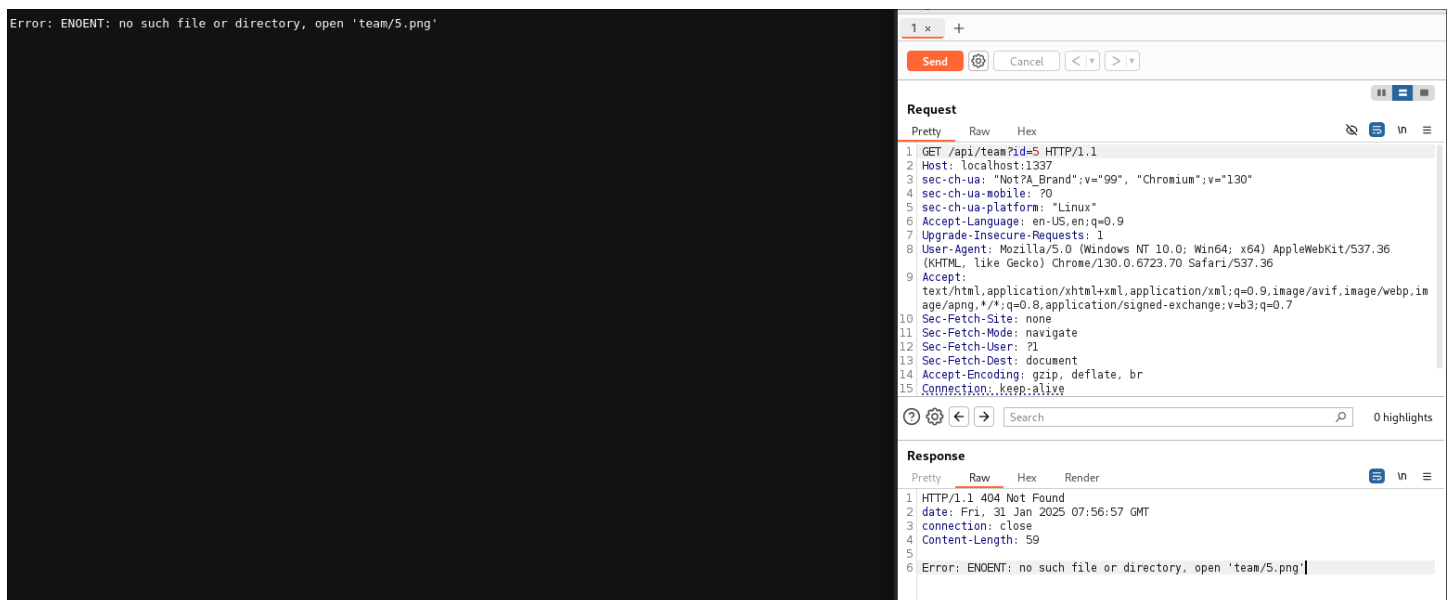 Error: ENOENT: no such file or directory, open 'team/5.png'
1 × +
Send Cancel < >
Request
Pretty Raw Hex \n
1 GET /api/team?id=5 HTTP/1.1
2 Host: localhost:1337
3 sec-ch-ua: "Not?A_Brand";v="99", "Chromium";v="130"
4 sec-ch-ua-mobile: ?0
5 sec-ch-ua-platform: "Linux"
6 Accept-Language: en-US,en;q=0.9
7 Upgrade-Insecure-Requests: 1
8 User-Agent: Mozilla/5.0 (Windows NT 10.0; Win64; x64) AppleWebKit/537.36
(KHTML, like Gecko) Chrome/130.0.6723.70 Safari/537.36
9 Accept:
text/html,application/xhtml+xml,application/xml;q=0.9,image/avif,image/webp,im
age/apng,*/*;q=0.8,application/signed-exchange;v=b3;q=0.7
10 Sec-Fetch-Site: none
11 Sec-Fetch-Mode: navigate
12 Sec-Fetch-User: ?1
13 Sec-Fetch-Dest: document
14 Accept-Encoding: gzip, deflate, br
15 Connection: keep-alive
Search 0 highlights
Response
Pretty Raw Hex Render \n
1 HTTP/1.1 404 Not Found
2 date: Fri, 31 Jan 2025 07:56:57 GMT
3 connection: close
4 Content-Length: 59
5
6 Error: ENOENT: no such file or directory, open 'team/5.png'